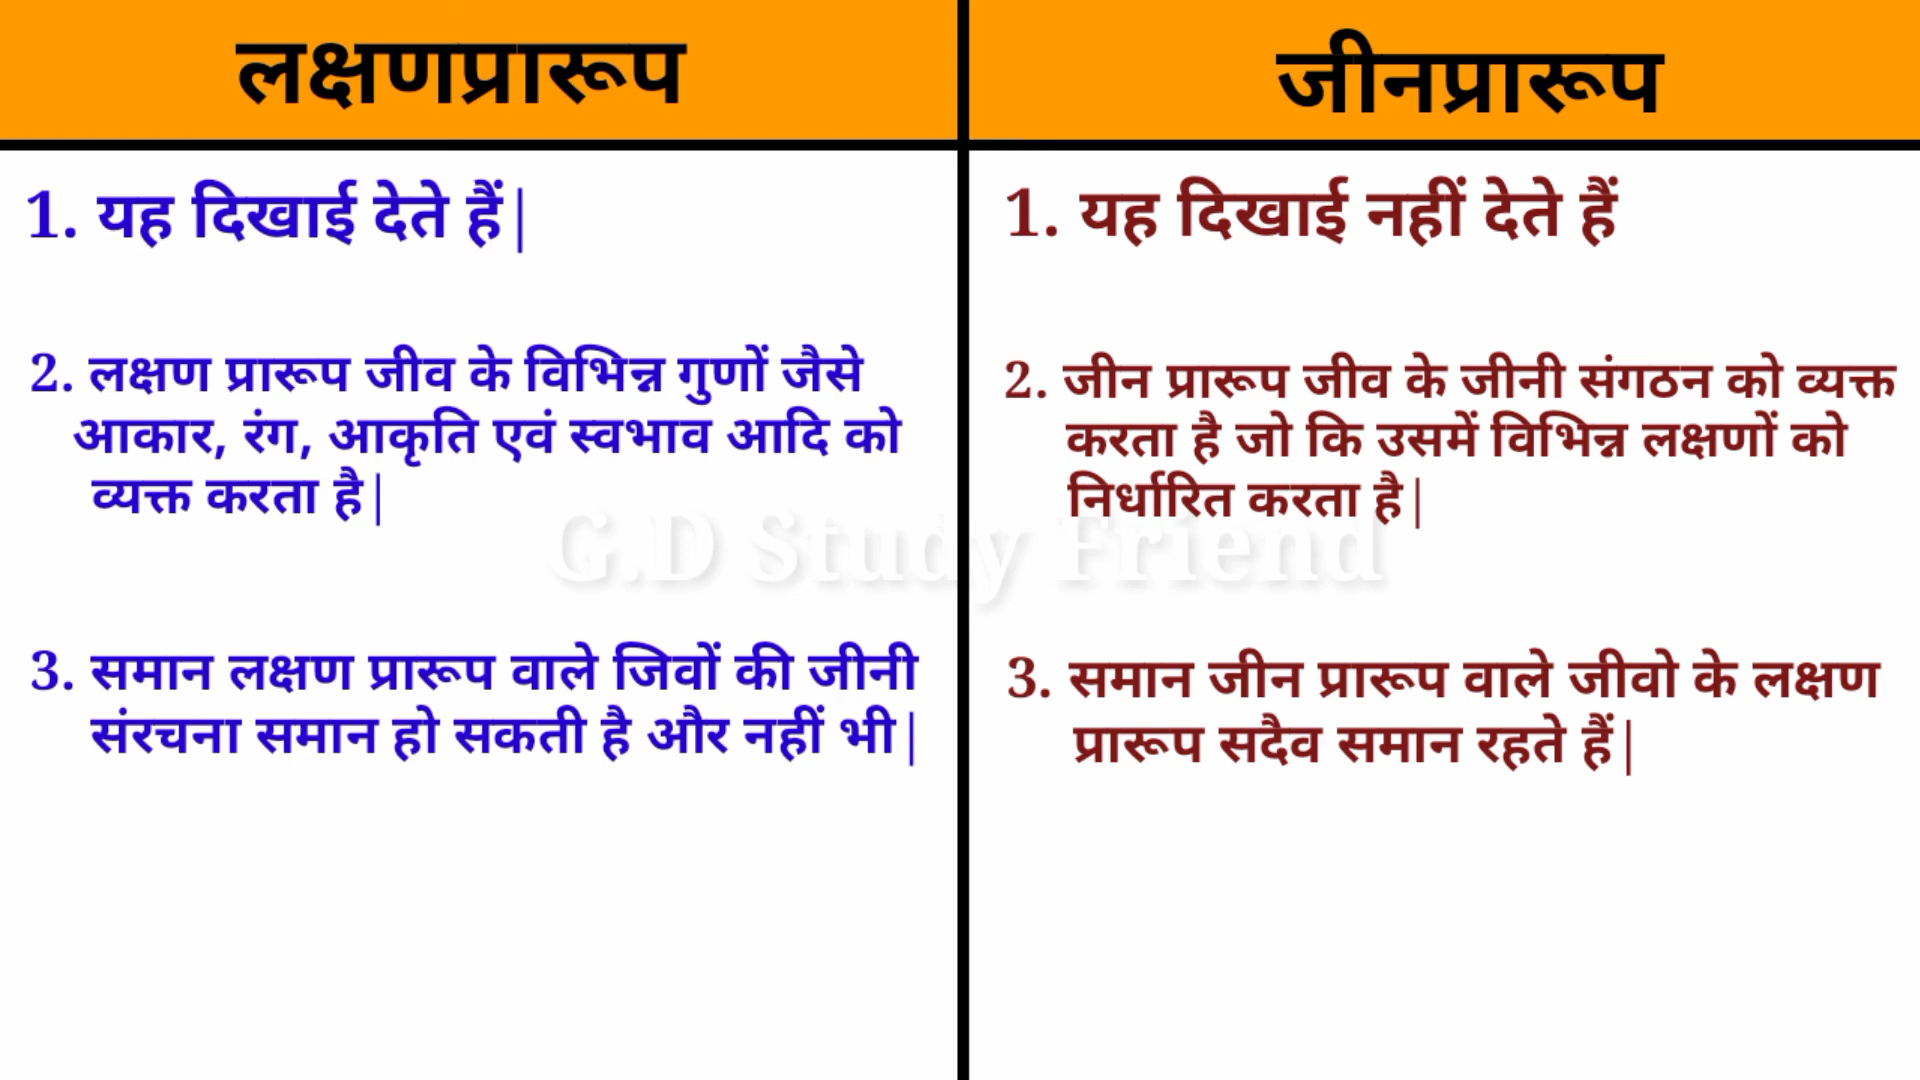 लक्षणप्रारूप
1. यह दिखाई देते हैं|
2. लक्षण प्रारूप जीव के विभिन्न गुणों जैसे
आकार, रंग, आकृति एवं स्वभाव आदि को
व्यक्त करता है|
3. समान लक्षण प्रारूप वाले जिवों की जीनी
संरचना समान हो सकती है और नहीं भी|
जीनप्रारूप
1. यह दिखाई नहीं देते हैं
2. जीन प्रारूप जीव के जीनी संगठन को व्यक्त
करता है जो कि उसमें विभिन्न लक्षणों को
निर्धारित करता है|
3. समान जीन प्रारूप वाले जीवो के लक्षण
प्रारूप सदैव समान रहते हैं|
G.D Study Friend